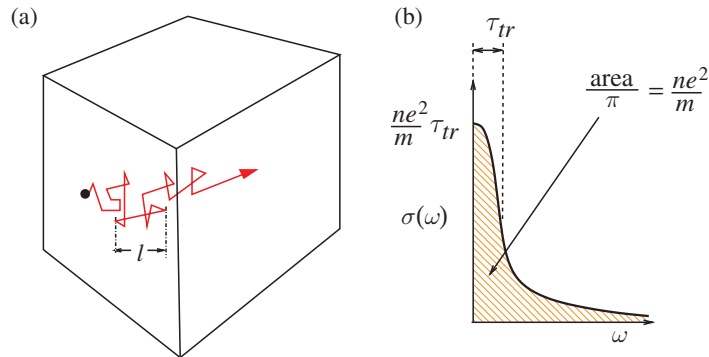 (a)
l
(b)
τ_tr
area/π = ne²/m
ne²/m τ_tr
σ(ω)
ω